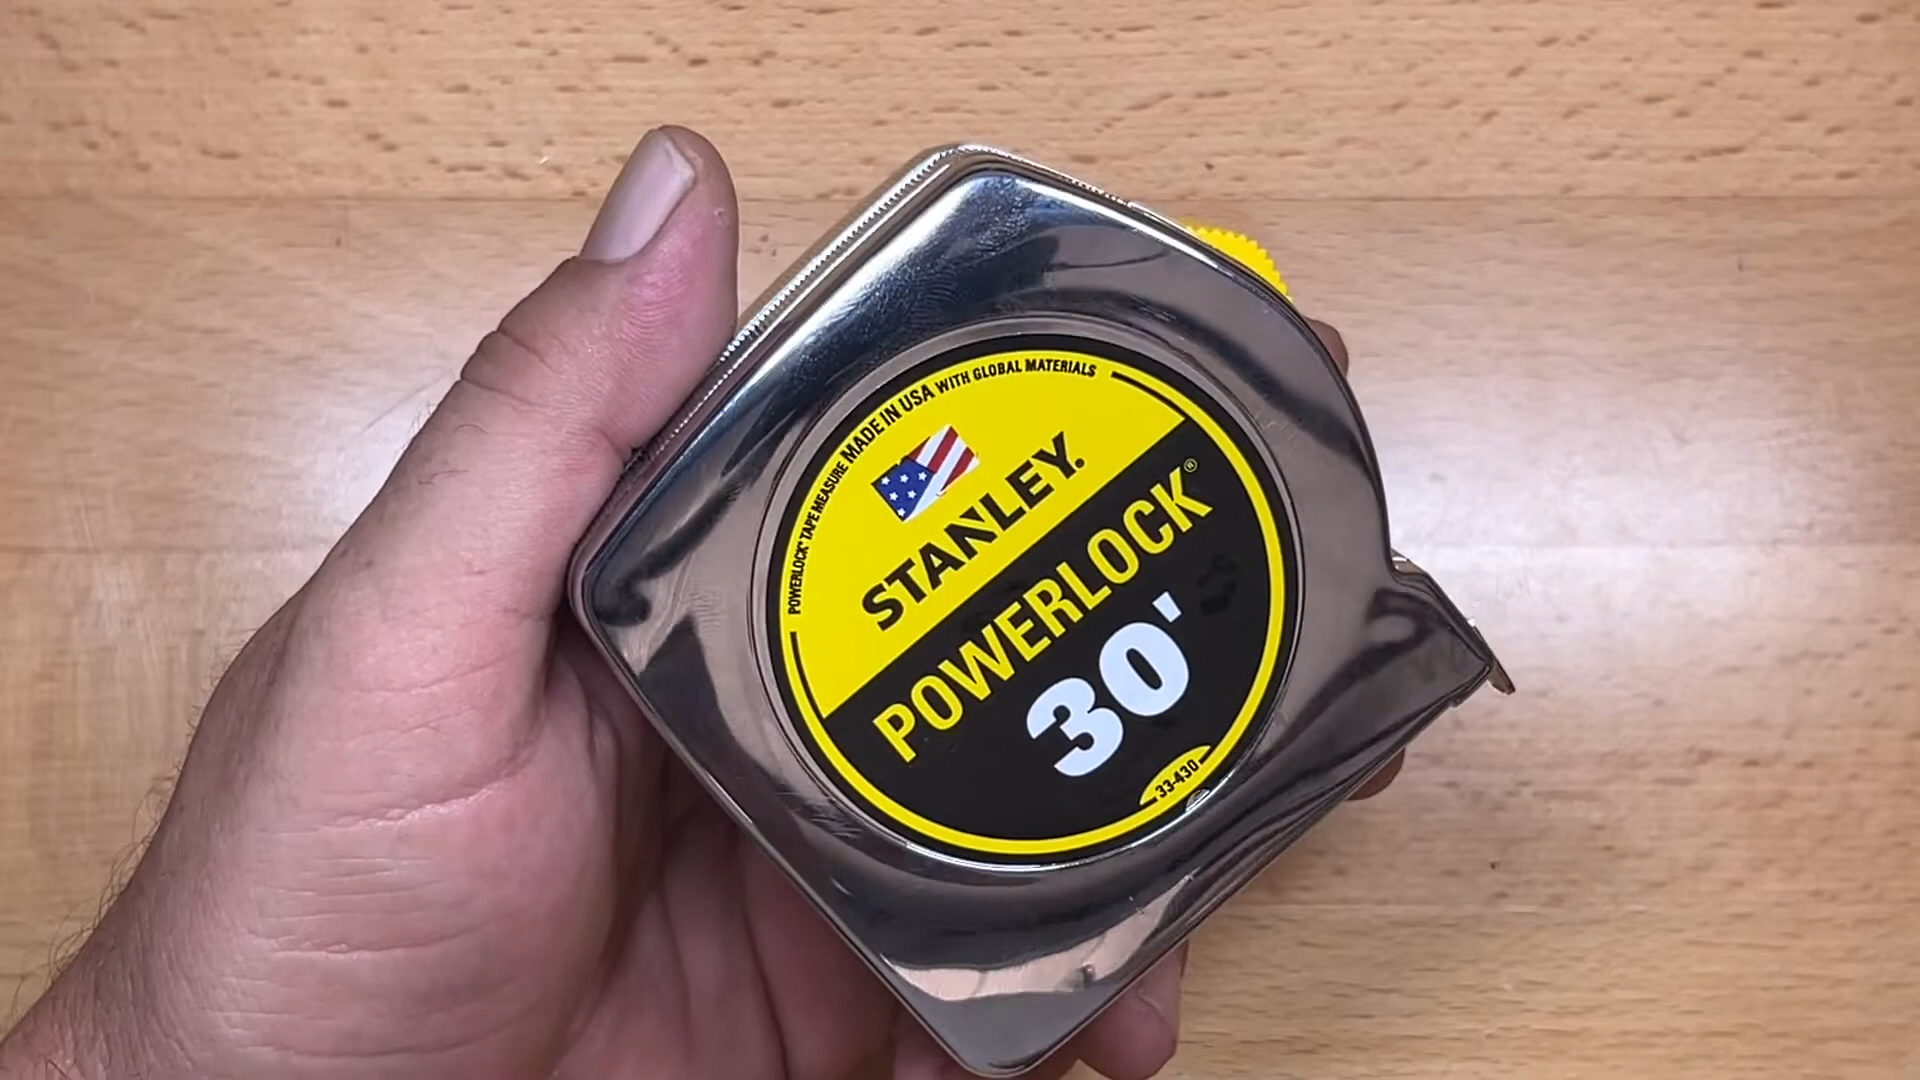 POWERLOCK® TAPE MEASURE MADE IN USA WITH GLOBAL MATERIALS
STANLEY.
POWERLOCK®
30'
33-430